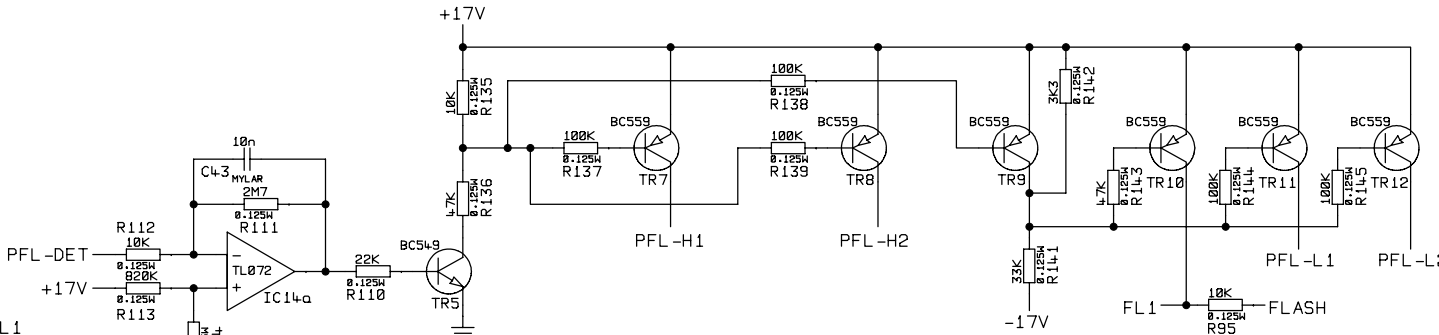 +17V
10K
0.125W
R135
100K
0.125W
R138
3K3
0.125W
R142
BC559
TR7
BC559
TR8
BC559
TR9
BC559
TR10
BC559
TR11
BC559
TR12
100K
0.125W
R137
100K
0.125W
R139
47K
0.125W
R143
100K
0.125W
R144
100K
0.125W
R145
10n
C43
MYLAR
2M7
0.125W
R111
47K
0.125W
R136
PFL-H1
PFL-H2
R112
PFL-DET
10K
0.125W
TL072
IC14a
+17V
820K
0.125W
R113
22K
0.125W
R110
BC549
TR5
33K
0.125W
R141
-17V
PFL-L1
FL1
10K
0.125W
R95
FLASH
L1